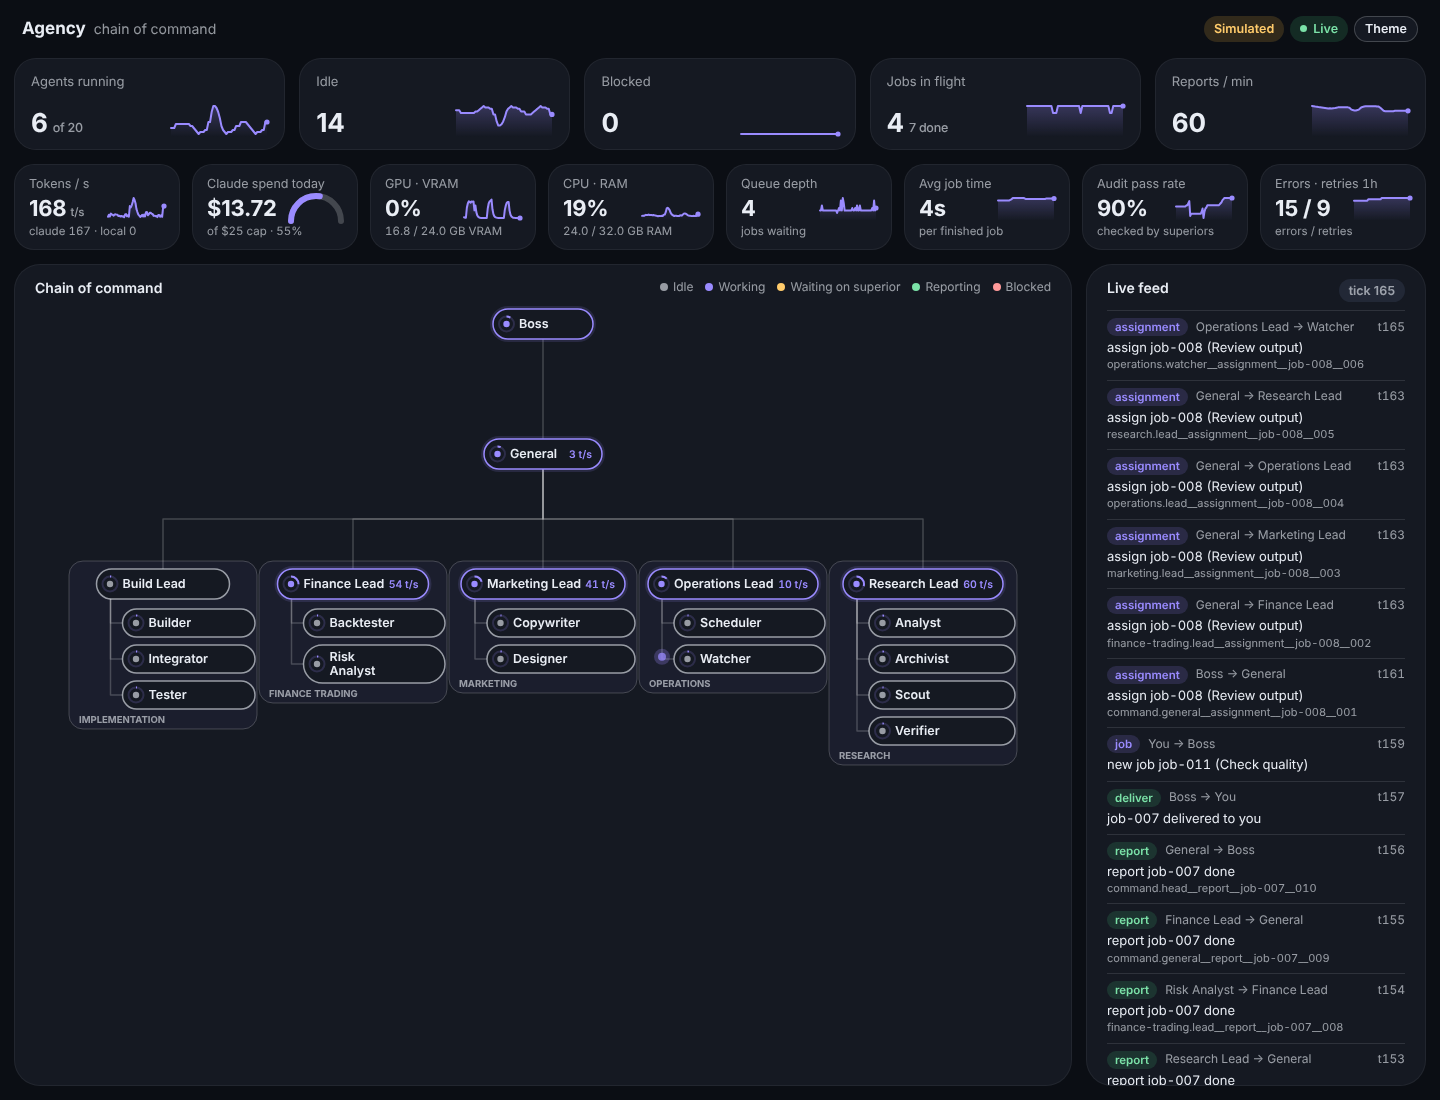 Agency chain of command
Simulated
Live
Theme
Agents running
6 of 20
Idle
14
Blocked
0
Jobs in flight
4 7 done
Reports / min
60
Tokens / s
168 t/s
claude 167 · local 0
Claude spend today
$13.72
of $25 cap · 55%
GPU · VRAM
0%
16.8 / 24.0 GB VRAM
CPU · RAM
19%
24.0 / 32.0 GB RAM
Queue depth
4
jobs waiting
Avg job time
4s
per finished job
Audit pass rate
90%
checked by superiors
Errors · retries 1h
15 / 9
errors / retries
Chain of command
Idle
Working
Waiting on superior
Reporting
Blocked
Boss
General 3 t/s
Build Lead
Builder
Integrator
Tester
IMPLEMENTATION
Finance Lead 54 t/s
Backtester
Risk
Analyst
FINANCE TRADING
Marketing Lead 41 t/s
Copywriter
Designer
MARKETING
Operations Lead 10 t/s
Scheduler
Watcher
OPERATIONS
Research Lead 60 t/s
Analyst
Archivist
Scout
Verifier
RESEARCH
Live feed
tick 165
assignment Operations Lead → Watcher t165
assign job-008 (Review output)
operations.watcher__assignment__job-008__006
assignment General → Research Lead t163
assign job-008 (Review output)
research.lead__assignment__job-008__005
assignment General → Operations Lead t163
assign job-008 (Review output)
operations.lead__assignment__job-008__004
assignment General → Marketing Lead t163
assign job-008 (Review output)
marketing.lead__assignment__job-008__003
assignment General → Finance Lead t163
assign job-008 (Review output)
finance-trading.lead__assignment__job-008__002
assignment Boss → General t161
assign job-008 (Review output)
command.general__assignment__job-008__001
job You → Boss t159
new job job-011 (Check quality)
deliver Boss → You t157
job-007 delivered to you
report General → Boss t156
report job-007 done
command.head__report__job-007__010
report Finance Lead → General t155
report job-007 done
command.general__report__job-007__009
report Risk Analyst → Finance Lead t154
report job-007 done
finance-trading.lead__report__job-007__008
report Research Lead → General t153
report job-007 done